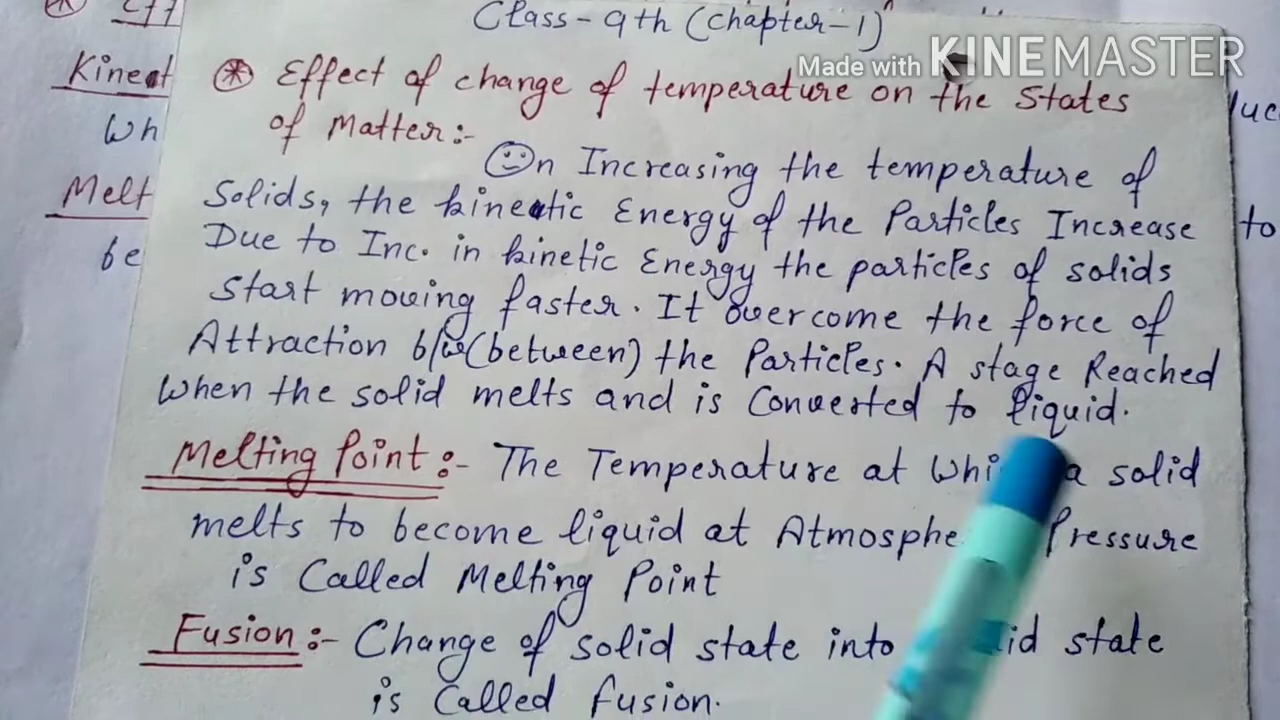 Class-9th (Chapter-1)
Made with KINEMASTER
Kineat
Wh
Melt
be
to
⊛ Effect of change of temperature on the States
of Matter:-
On Increasing the temperature of
Solids, the kineatic Energy of the Particles Increase
Due to Inc. in kinetic Energy the particles of solids
start moving faster. It overcome the force of
Attraction b/w (between) the Particles. A stage Reached
when the solid melts and is Converted to liquid.
Melting Point:- The Temperature at Whi a solid
melts to become liquid at Atmosphe Pressure
is Called Melting Point
Fusion:- Change of solid state into id state
is Called fusion.